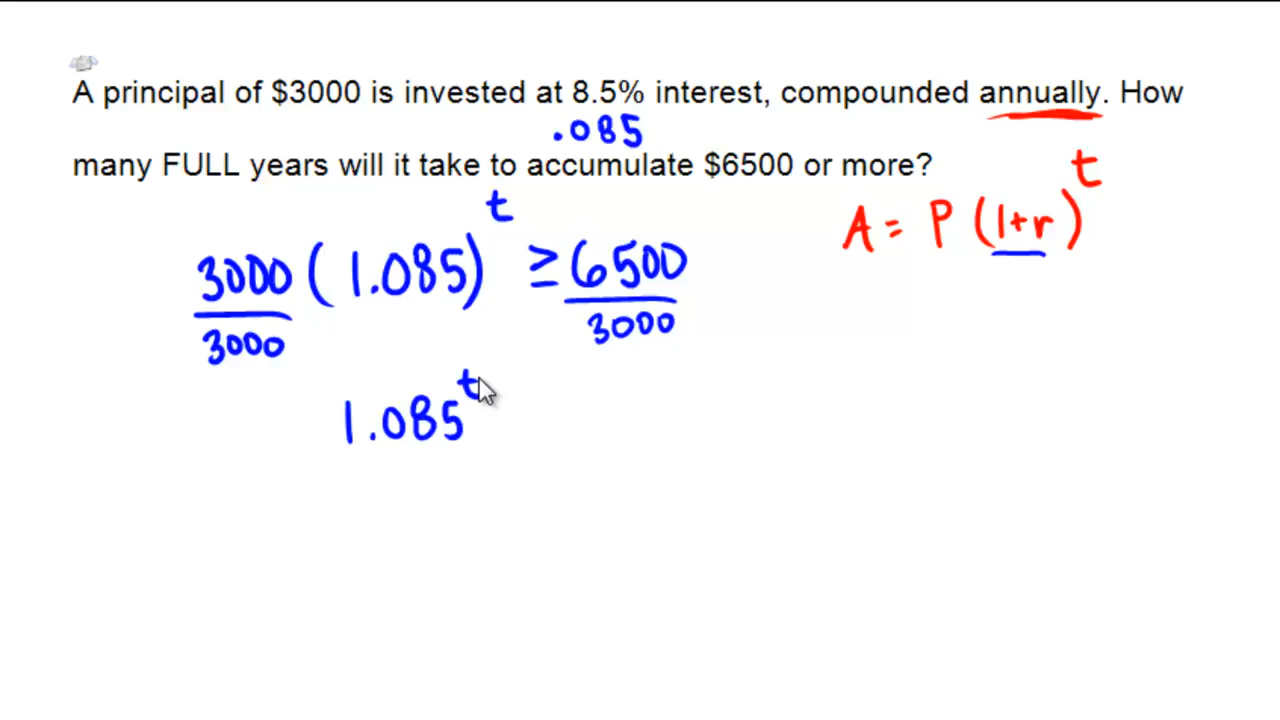 A principal of $3000 is invested at 8.5% interest, compounded annually. How
.085
many FULL years will it take to accumulate $6500 or more?
A = P (1+r)^t
3000 (1.085)^t ≥ 6500
3000 3000
1.085^t